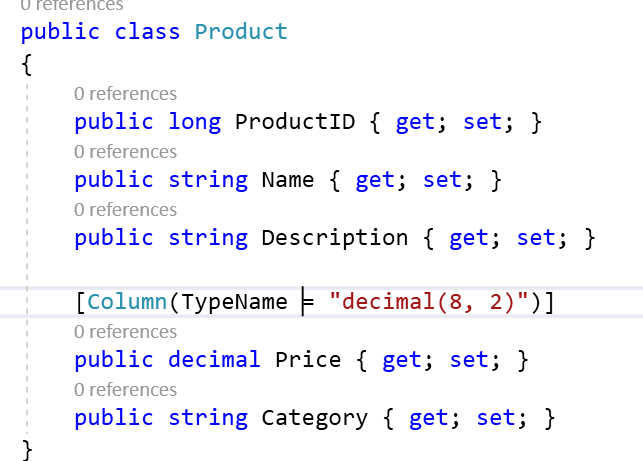 0 references
public class Product
{
0 references
public long ProductID { get; set; }
0 references
public string Name { get; set; }
0 references
public string Description { get; set; }
[Column(TypeName = "decimal(8, 2)")]
0 references
public decimal Price { get; set; }
0 references
public string Category { get; set; }
}